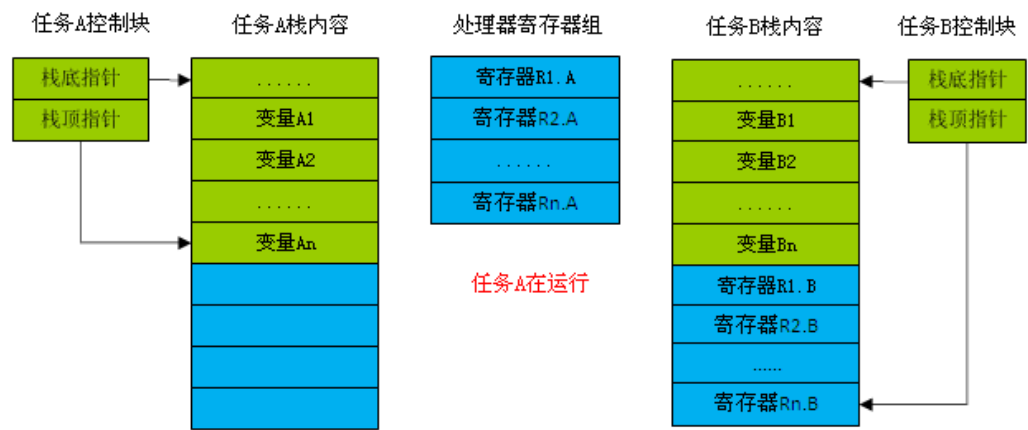 任务A控制块
任务A栈内容
处理器寄存器组
任务B栈内容
任务B控制块
栈底指针
栈顶指针
......
变量A1
变量A2
......
变量An
寄存器R1.A
寄存器R2.A
......
寄存器Rn.A
任务A在运行
......
变量B1
变量B2
......
变量Bn
寄存器R1.B
寄存器R2.B
......
寄存器Rn.B
栈底指针
栈顶指针